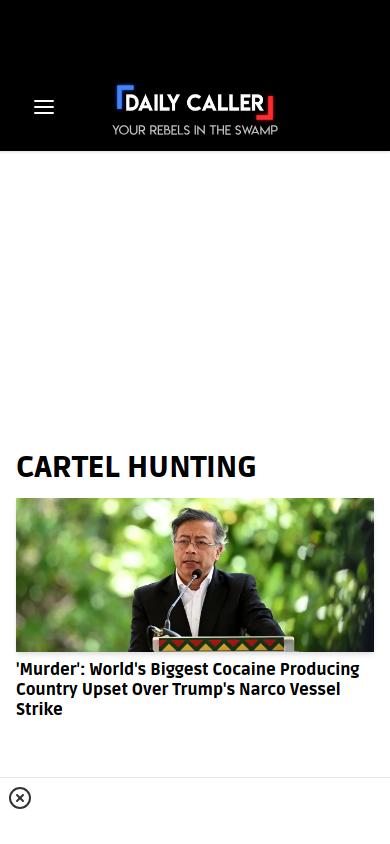 DAILY CALLER
YOUR REBELS IN THE SWAMP
CARTEL HUNTING
'Murder': World's Biggest Cocaine Producing
Country Upset Over Trump's Narco Vessel
Strike